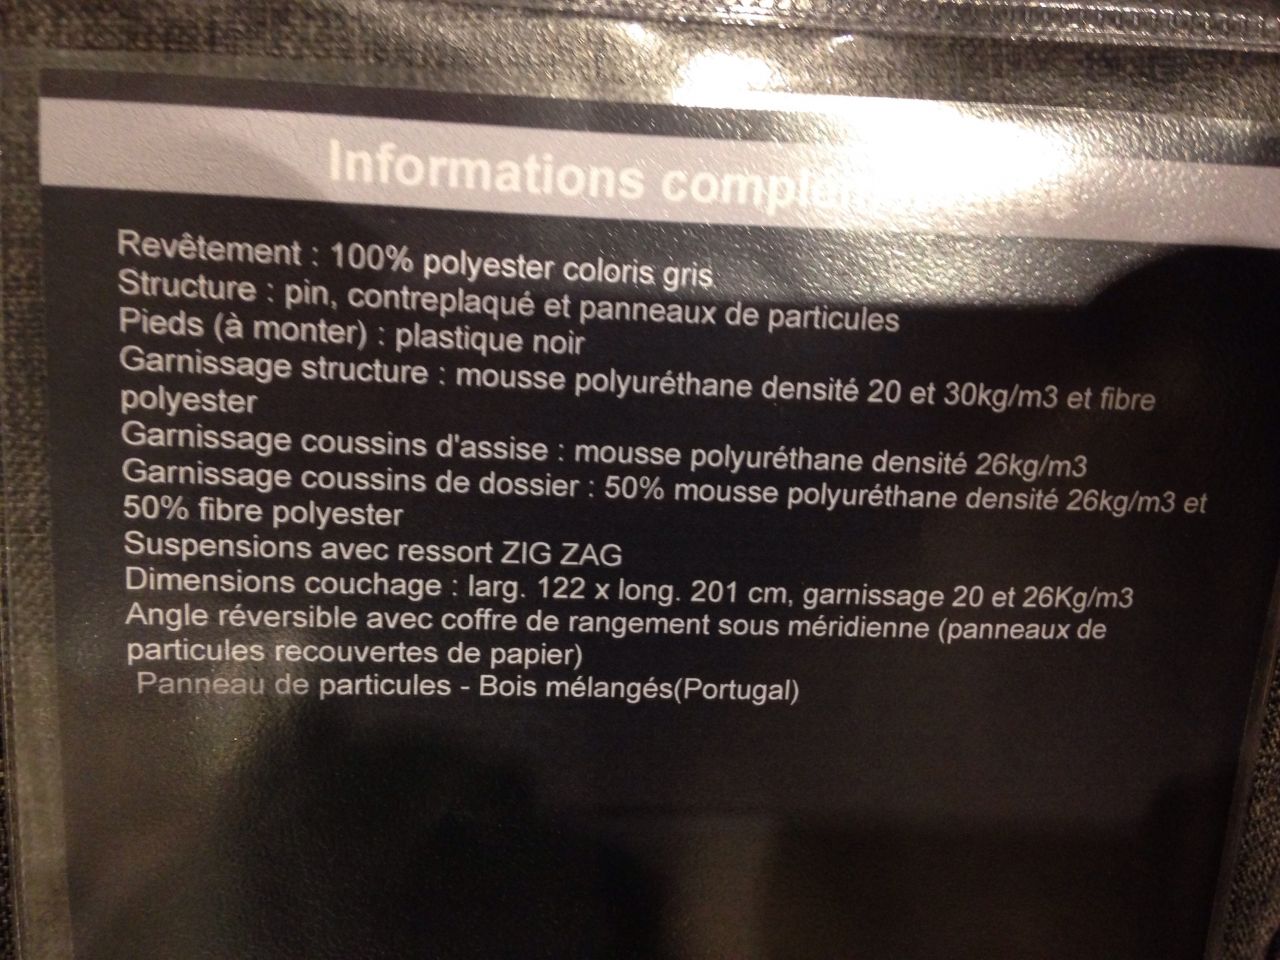 Informations
Revêtement : 100% polyester coloris gris
Structure : pin, contreplaqué et panneaux de particules
Pieds (à monter) : plastique noir
Garnissage structure : mousse polyuréthane densité 20 et 30kg/m3 et fibre
polyester
Garnissage coussins d'assise : mousse polyuréthane densité 26kg/m3
Garnissage coussins de dossier : 50% mousse polyuréthane densité 26kg/m3 et
50% fibre polyester
Suspensions avec ressort ZIG ZAG
Dimensions couchage : larg. 122 x long. 201 cm, garnissage 20 et 26Kg/m3
Angle réversible avec coffre de rangement sous méridienne (panneaux de
particules recouvertes de papier)
Panneau de particules - Bois mélangés(Portugal)